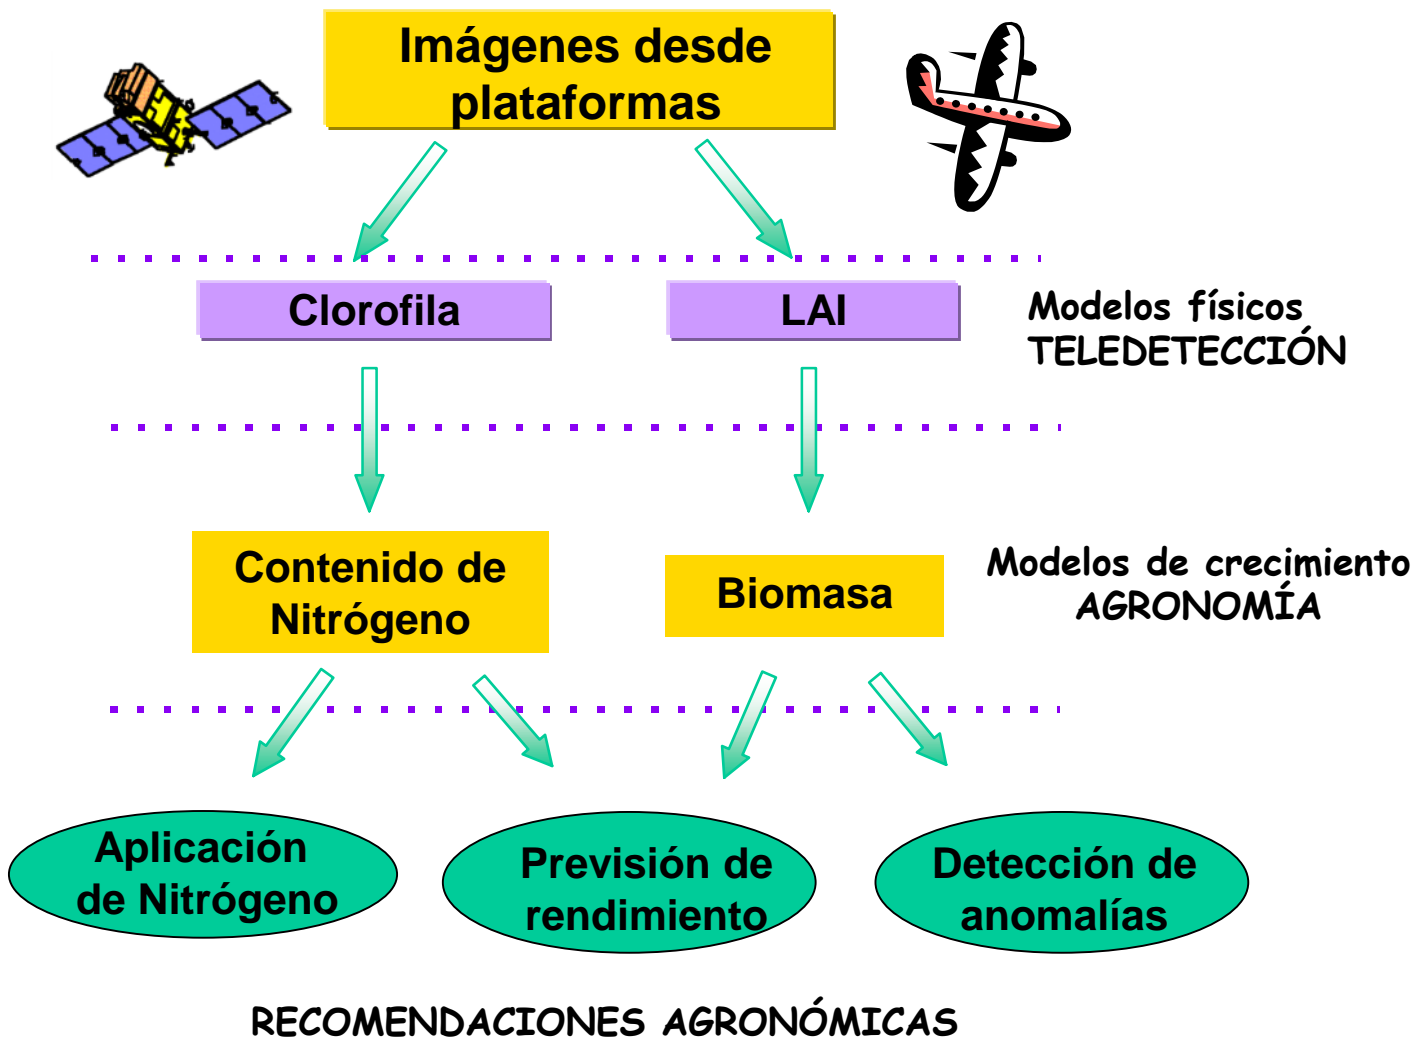 Imágenes desde
plataformas
Clorofila
LAI
Modelos físicos
TELEDETECCIÓN
Contenido de
Nitrógeno
Biomasa
Modelos de crecimiento
AGRONOMÍA
Aplicación
de Nitrógeno
Previsión de
rendimiento
Detección de
anomalías
RECOMENDACIONES AGRONÓMICAS